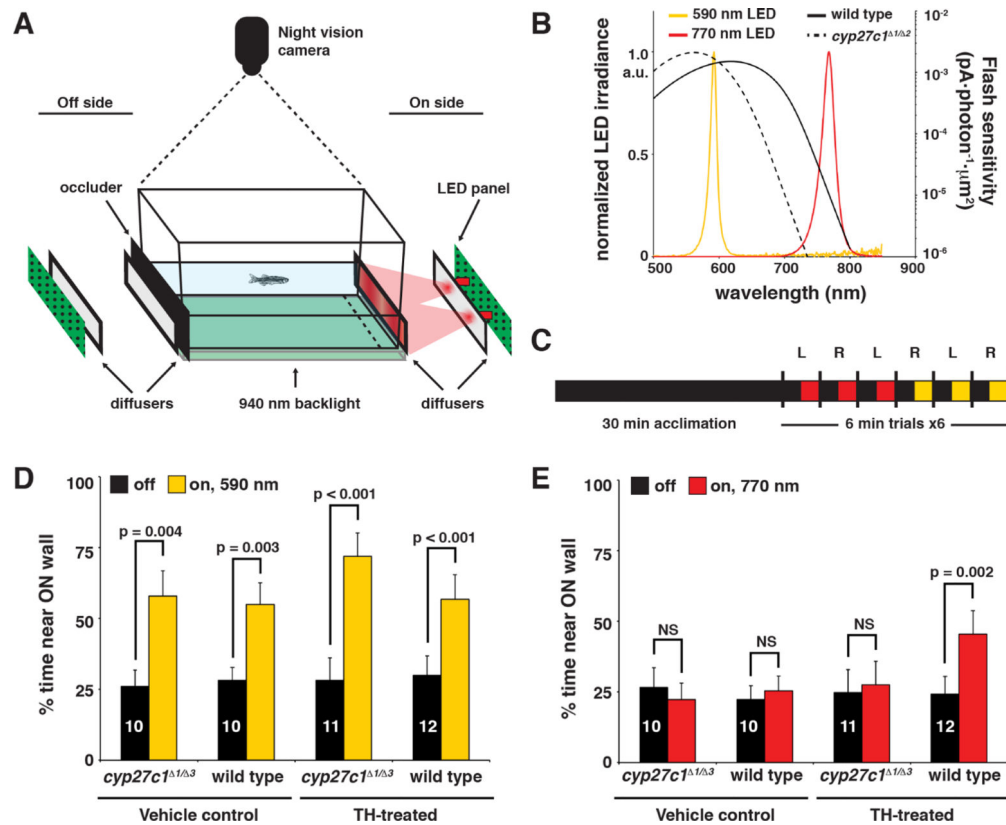 A
Night vision
camera
Off side
On side
occluder
LED panel
diffusers
940 nm backlight
diffusers
B
590 nm LED
770 nm LED
wild type
cyp27c1Δ1/Δ2
normalized LED irradiance
1.0
a.u.
0.5
0
500
600
700
800
900
wavelength (nm)
10-2
10-3
10-4
10-5
10-6
Flash sensitivity
(pA·photon-1·μm2)
C
L R L R L R
30 min acclimation
6 min trials x6
D
off
on, 590 nm
% time near ON wall
100
75
50
25
0
p = 0.004
p = 0.003
p < 0.001
p < 0.001
10
10
11
12
cyp27c1Δ1/Δ3
wild type
cyp27c1Δ1/Δ3
wild type
Vehicle control
TH-treated
E
off
on, 770 nm
% time near ON wall
100
75
50
25
0
NS
NS
NS
p = 0.002
10
10
11
12
cyp27c1Δ1/Δ3
wild type
cyp27c1Δ1/Δ3
wild type
Vehicle control
TH-treated